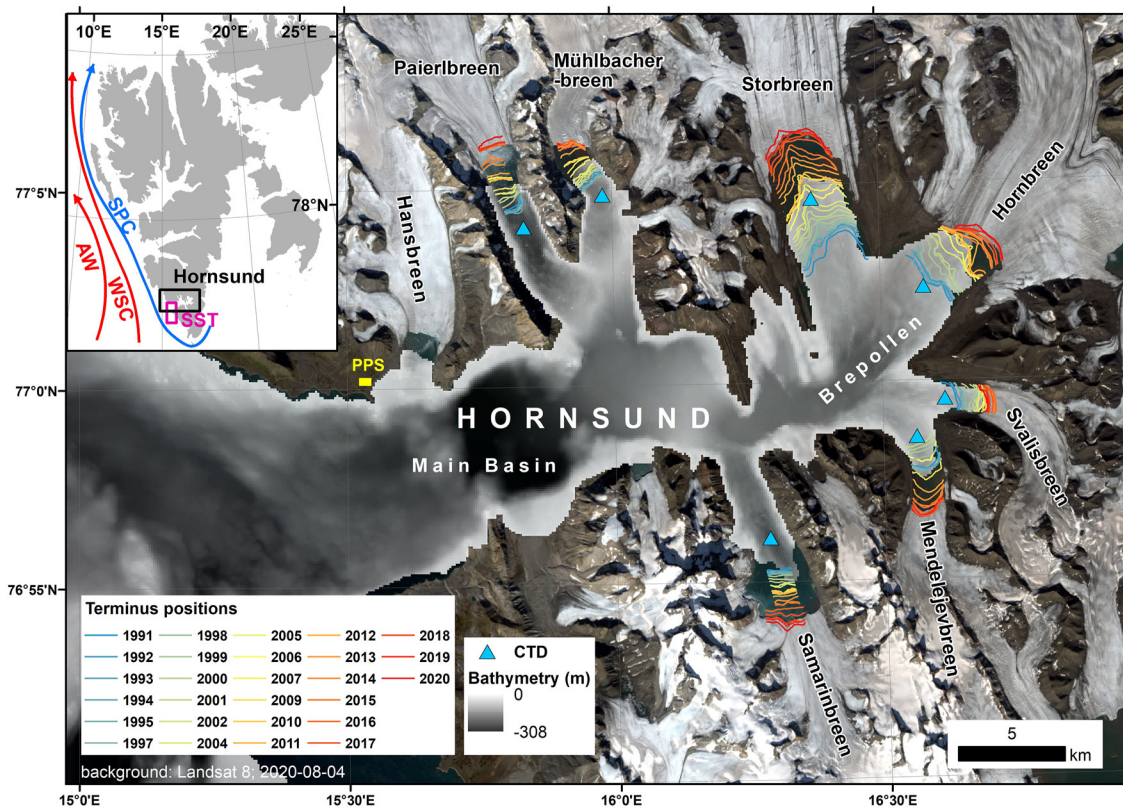 10°E 15°E 20°E 25°E
78°N
SPC
AW
WSC
Hornsund
SST
Paierlbreen
Mühlbacher
-breen
Storbreen
Hornbreen
Hansbreen
77°5'N
77°0'N
76°55'N
PPS
HORNSUND
Main Basin
Brepollen
Svalisbreen
Mendelejevbreen
Samarinbreen
Terminus positions
1991 1998 2005 2012 2018
1992 1999 2006 2013 2019
1993 2000 2007 2014 2020
1994 2001 2009 2015
1995 2002 2010 2016
1997 2004 2011 2017
CTD
Bathymetry (m)
0
-308
5
km
background: Landsat 8; 2020-08-04
15°0'E 15°30'E 16°0'E 16°30'E